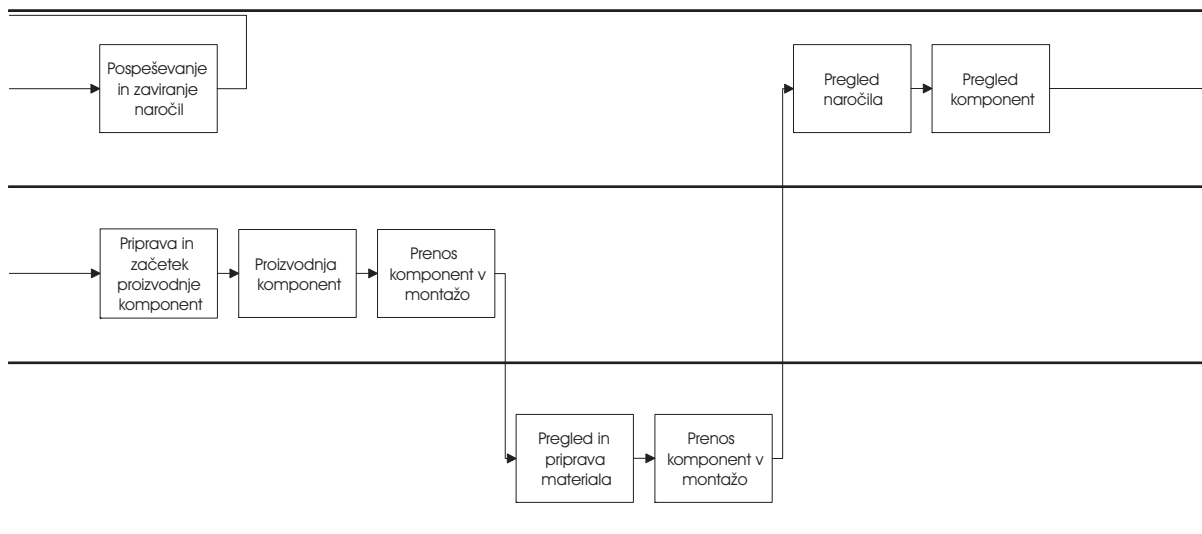 Pospeševanje
in zaviranje
naročil
Pregled
naročila
Pregled
komponent
Priprava in
začetek
proizvodnje
komponent
Proizvodnja
komponent
Prenos
komponent v
montažo
Pregled in
priprava
materiala
Prenos
komponent v
montažo